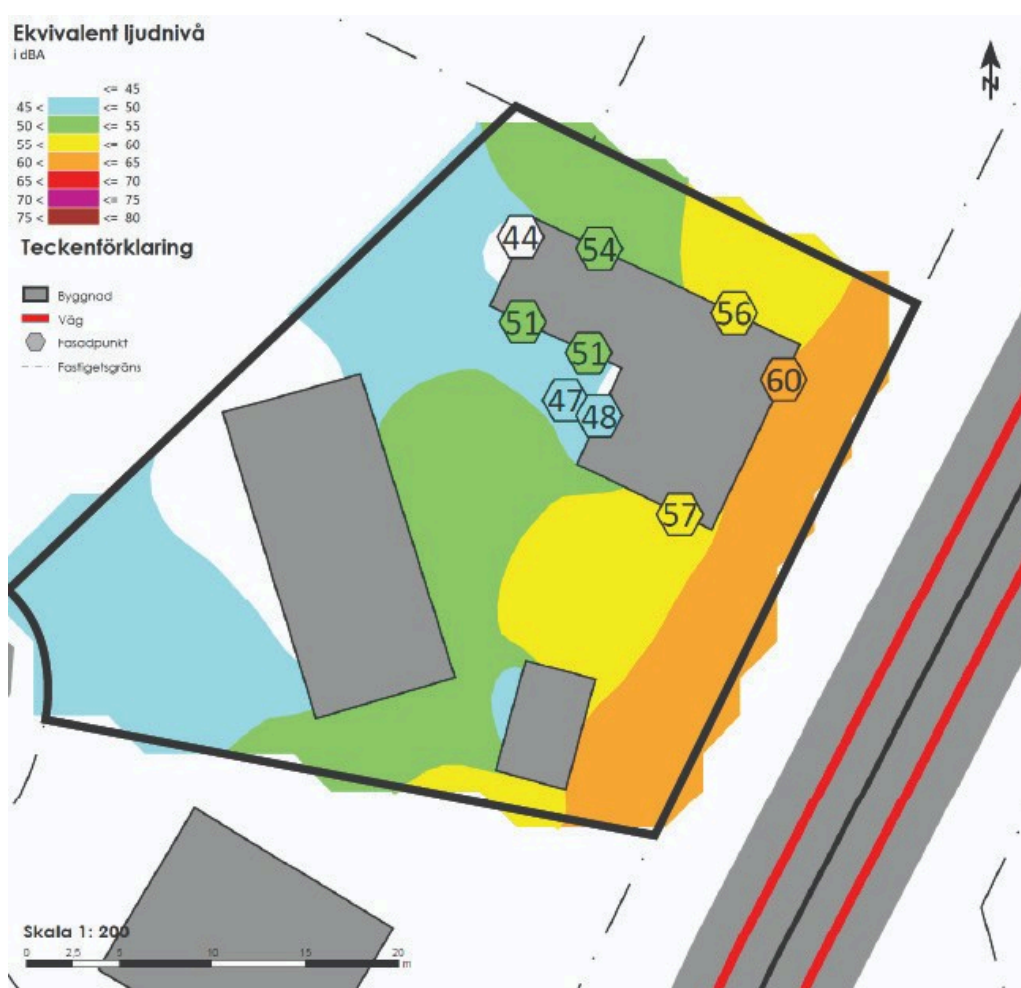 Ekvivalent ljudnivå
i dBA
<= 45
45 < <= 50
50 < <= 55
55 < <= 60
60 < <= 65
65 < <= 70
70 < <= 75
75 < <= 80
Teckenförklaring
Byggnad
Väg
Fasadpunkt
Fastigetsgräns
N
44
54
56
51
51
60
47
48
57
Skala 1: 200
0 2,5 5 10 15 20
m